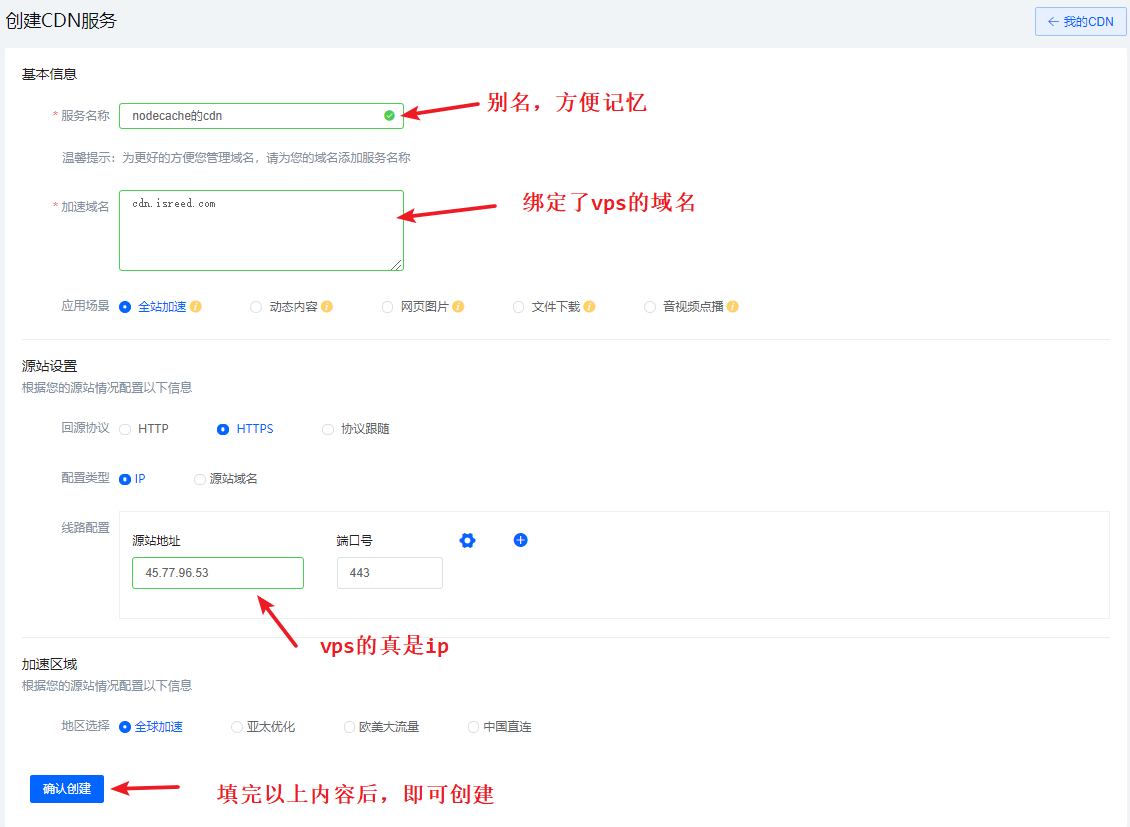 创建CDN服务
← 我的CDN
基本信息
* 服务名称 nodecache的cdn
别名，方便记忆
温馨提示：为更好的方便您管理域名，请为您的域名添加服务名称
* 加速域名 cdn.isreed.com
绑定了vps的域名
应用场景 全站加速 动态内容 网页图片 文件下载 音视频点播
源站设置
根据您的源站情况配置以下信息
回源协议 HTTP HTTPS 协议跟随
配置类型 IP 源站域名
线路配置
源站地址 端口号
45.77.96.53 443
vps的真是ip
加速区域
根据您的源站情况配置以下信息
地区选择 全球加速 亚太优化 欧美大流量 中国直连
确认创建
填完以上内容后，即可创建